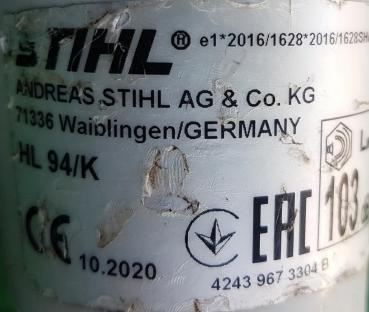 STIHL® e1*2016/1628*2016/1628SH
ANDREAS STIHL AG & Co. KG
71336 Waiblingen/GERMANY
HL 94/K
CE 10.2020 EAC 103
4243 967 3304 B